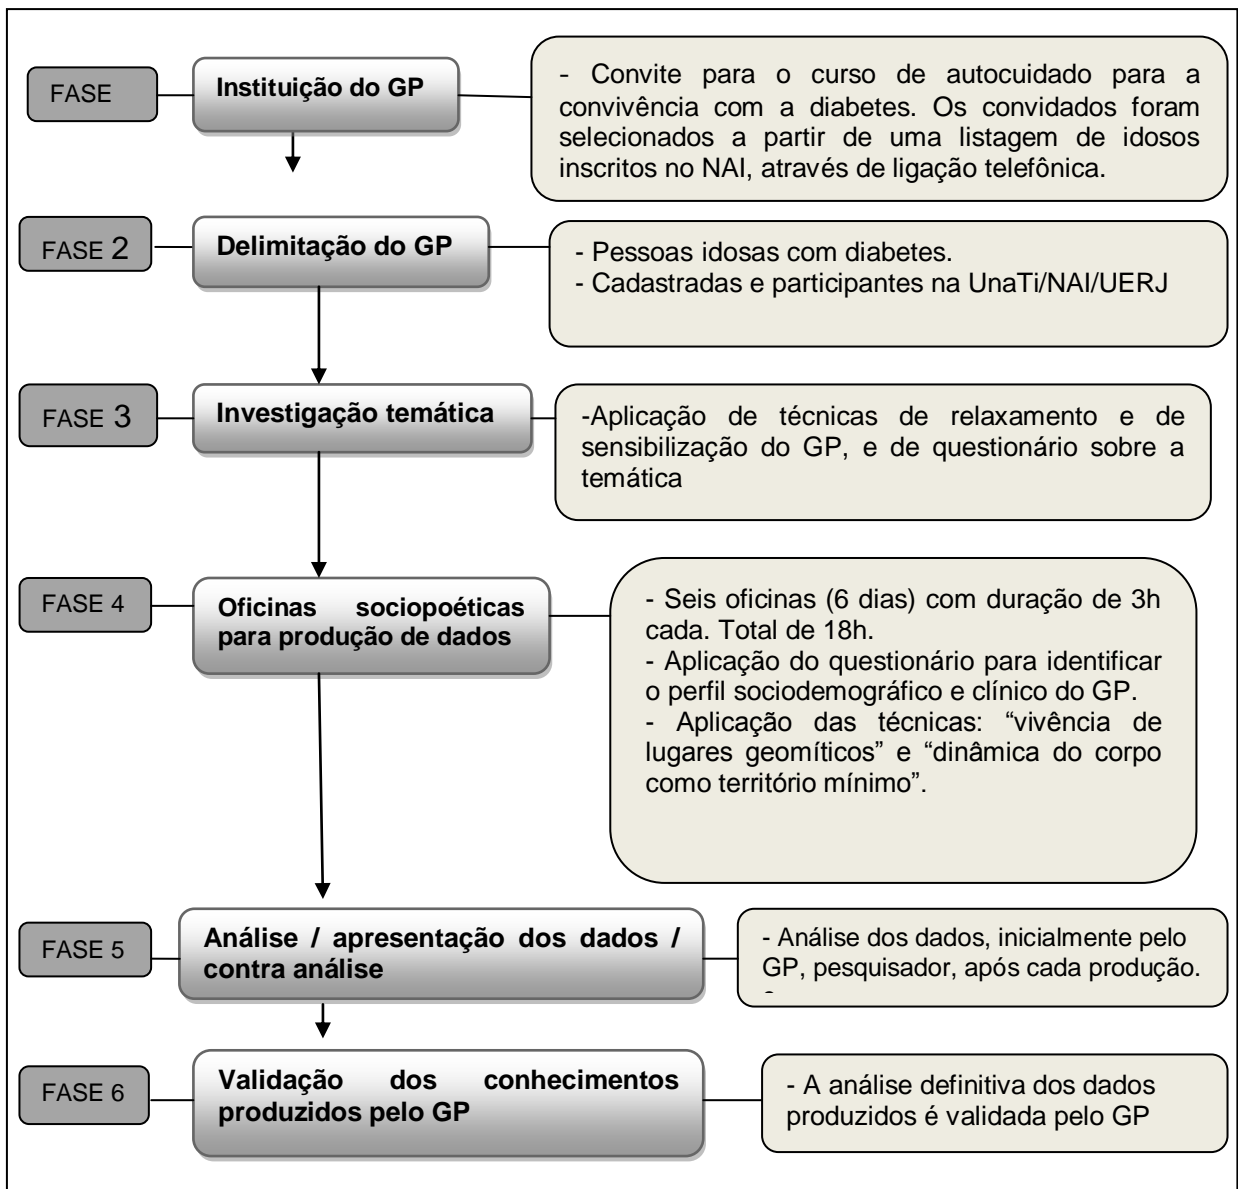 FASE
Instituição do GP
- Convite para o curso de autocuidado para a
convivência com a diabetes. Os convidados foram
selecionados a partir de uma listagem de idosos
inscritos no NAI, através de ligação telefônica.
FASE 2
Delimitação do GP
- Pessoas idosas com diabetes.
- Cadastradas e participantes na UnaTi/NAI/UERJ
FASE 3
Investigação temática
-Aplicação de técnicas de relaxamento e de
sensibilização do GP, e de questionário sobre a
temática
FASE 4
Oficinas sociopoéticas
para produção de dados
- Seis oficinas (6 dias) com duração de 3h
cada. Total de 18h.
- Aplicação do questionário para identificar
o perfil sociodemográfico e clínico do GP.
- Aplicação das técnicas: “vivência de
lugares geomíticos” e “dinâmica do corpo
como território mínimo”.
FASE 5
Análise / apresentação dos dados /
contra análise
- Análise dos dados, inicialmente pelo
GP, pesquisador, após cada produção.
FASE 6
Validação dos conhecimentos
produzidos pelo GP
- A análise definitiva dos dados
produzidos é validada pelo GP